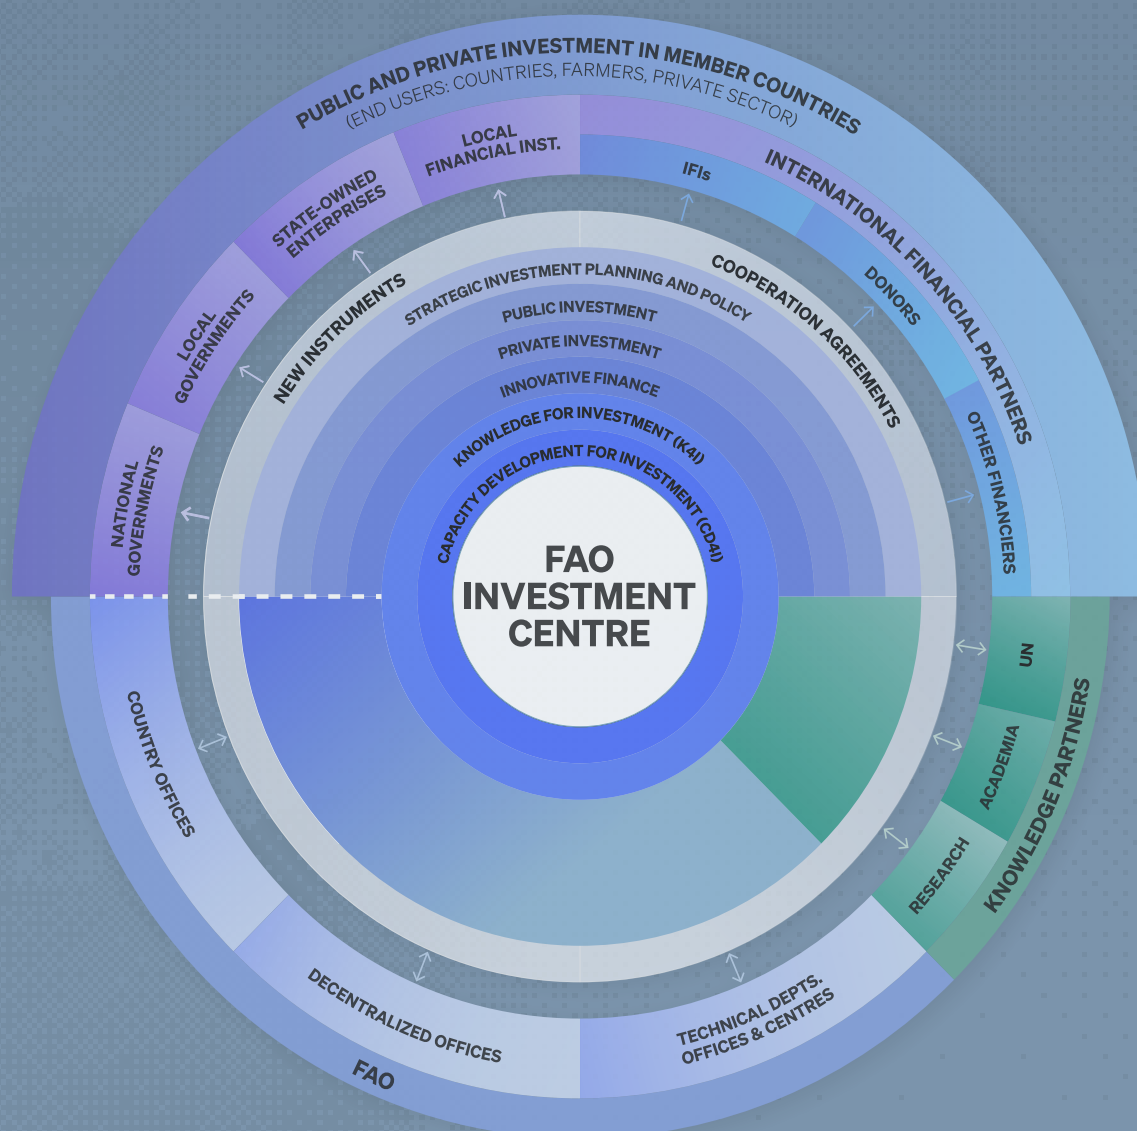 PUBLIC AND PRIVATE INVESTMENT IN MEMBER COUNTRIES
(END USERS: COUNTRIES, FARMERS, PRIVATE SECTOR)
LOCAL
FINANCIAL INST.
STATE-OWNED
ENTERPRISES
LOCAL
GOVERNMENTS
NATIONAL
GOVERNMENTS
INTERNATIONAL FINANCIAL PARTNERS
IFIs
DONORS
OTHER FINANCIERS
NEW INSTRUMENTS
COOPERATION AGREEMENTS
STRATEGIC INVESTMENT PLANNING AND POLICY
PUBLIC INVESTMENT
PRIVATE INVESTMENT
INNOVATIVE FINANCE
KNOWLEDGE FOR INVESTMENT (K4I)
CAPACITY DEVELOPMENT FOR INVESTMENT (CD4I)
FAO
INVESTMENT
CENTRE
UN
ACADEMIA
RESEARCH
KNOWLEDGE PARTNERS
COUNTRY OFFICES
DECENTRALIZED OFFICES
TECHNICAL DEPTS.
OFFICES & CENTRES
FAO